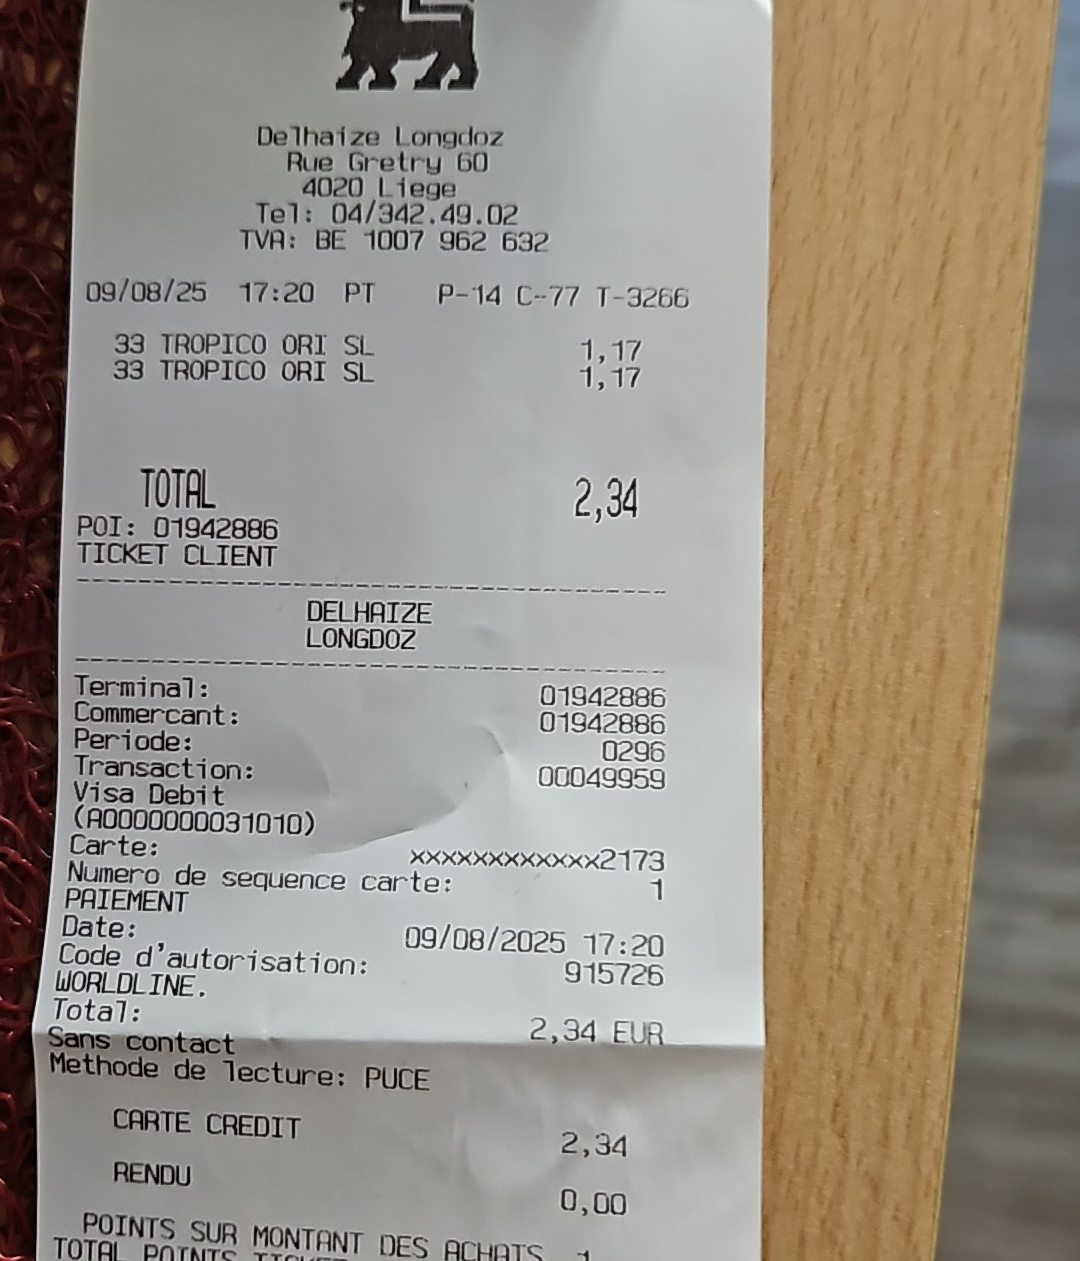 Delhaize Longdoz
Rue Gretry 60
4020 Liege
Tel: 04/342.49.02
TVA: BE 1007 962 632
09/08/25 17:20 PT P-14 C-77 T-3266
33 TROPICO ORI SL 1,17
33 TROPICO ORI SL 1,17
TOTAL 2,34
POI: 01942886
TICKET CLIENT
DELHAIZE
LONGDOZ
Terminal: 01942886
Commercant: 01942886
Periode: 0296
Transaction: 00049959
Visa Debit
(A0000000031010)
Carte: xxxxxxxxxxxx2173
Numero de sequence carte: 1
PAIEMENT
Date: 09/08/2025 17:20
Code d'autorisation: 915726
WORLDLINE.
Total: 2,34 EUR
Sans contact
Methode de lecture: PUCE
CARTE CREDIT 2,34
RENDU 0,00
POINTS SUR MONTANT DES ACHATS 1
TOTAL POINTS TICKET